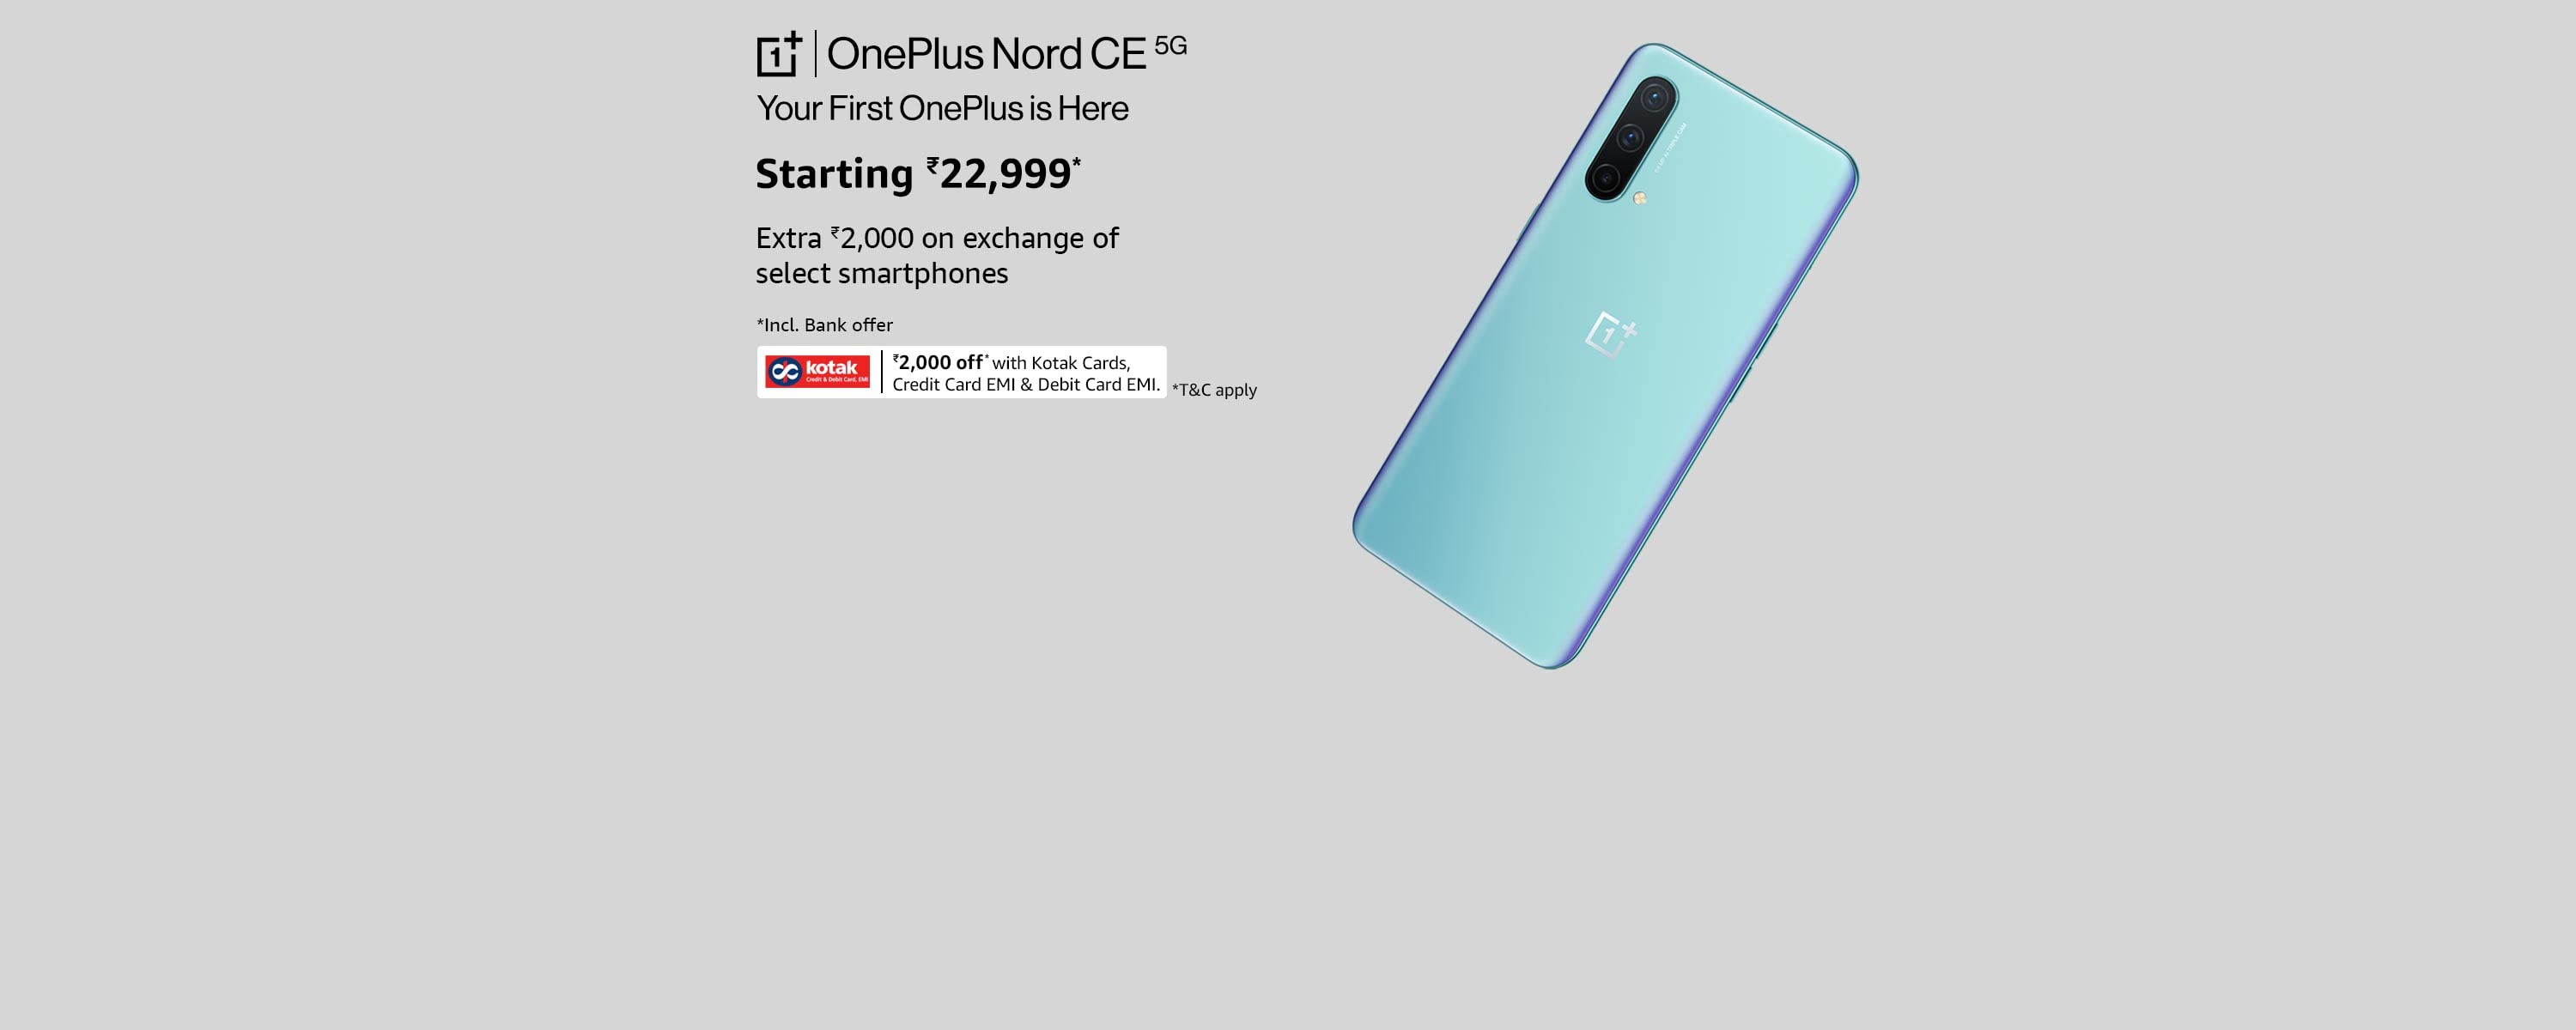 OnePlus Nord CE 5G
Your First OnePlus is Here
Starting ₹22,999*
Extra ₹2,000 on exchange of
select smartphones
*Incl. Bank offer
kotak
Credit & Debit Card, EMI
₹2,000 off* with Kotak Cards,
Credit Card EMI & Debit Card EMI.
*T&C apply